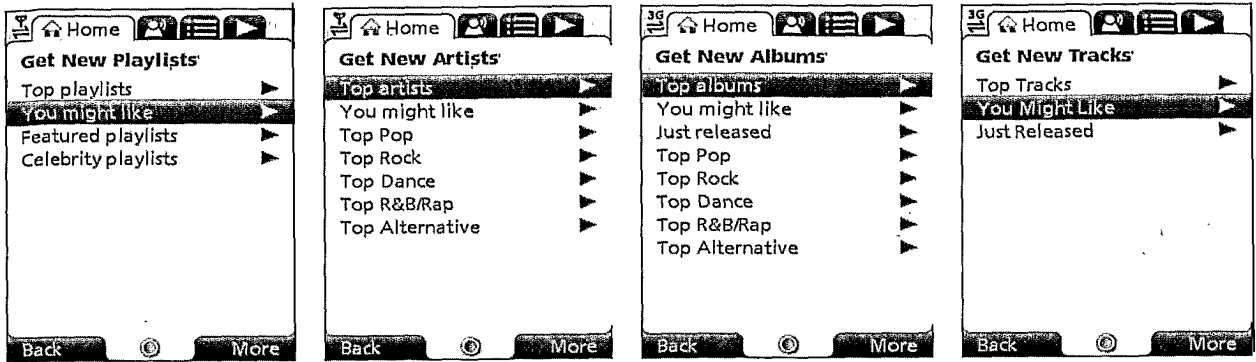 Home
Get New Playlists
Top playlists
You might like
Featured playlists
Celebrity playlists
Back
More
Home
Get New Artists
Top artists
You might like
Top Pop
Top Rock
Top Dance
Top R&B/Rap
Top Alternative
Back
More
3G
Home
Get New Albums
Top albums
You might like
Just released
Top Pop
Top Rock
Top Dance
Top R&B/Rap
Top Alternative
Back
More
3G
Home
Get New Tracks
Top Tracks
You Might Like
Just Released
Back
More